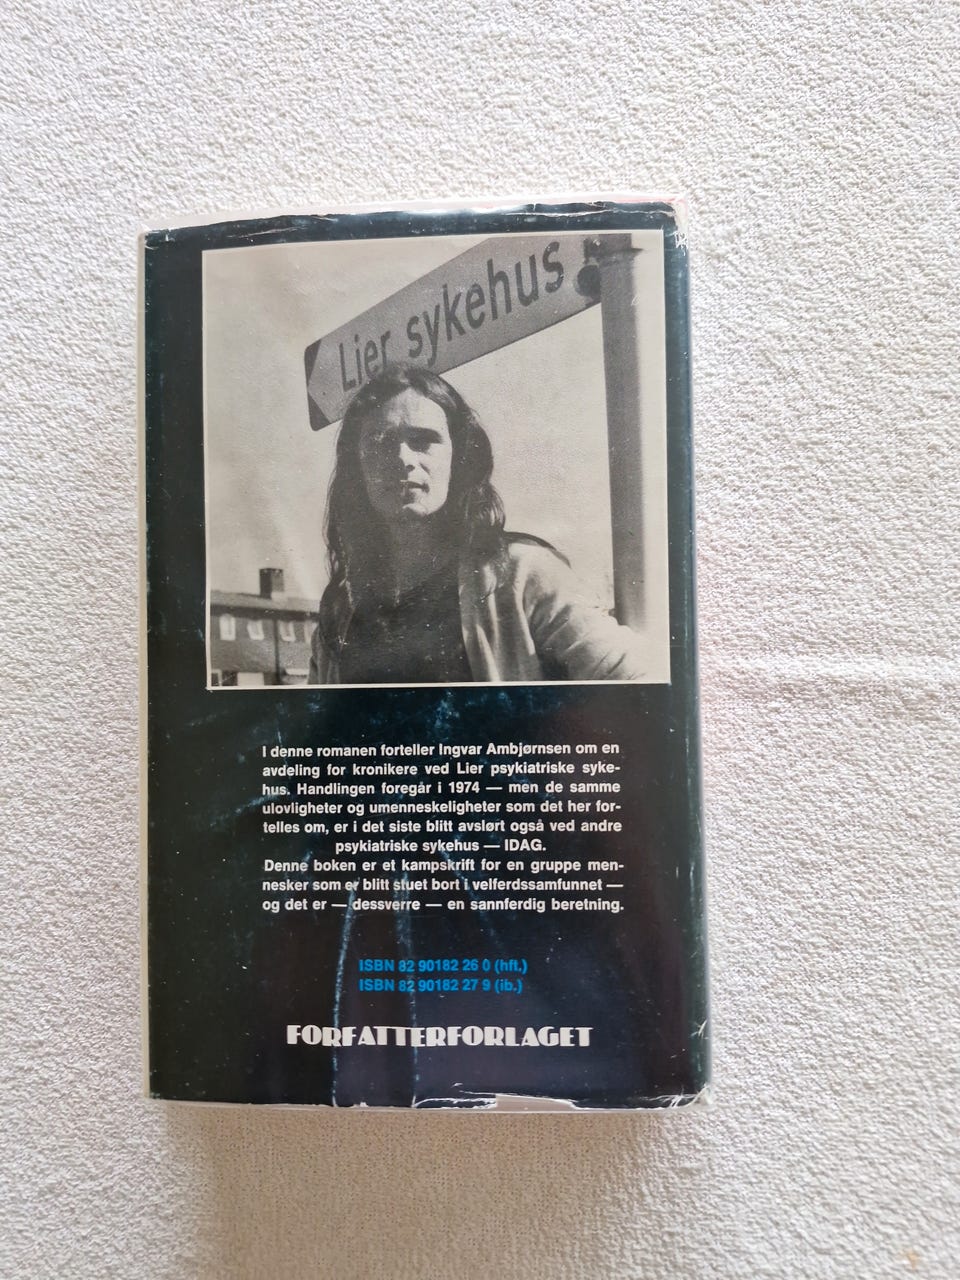 Lier sykehus
I denne romanen forteller Ingvar Ambjørnsen om en
avdeling for kronikere ved Lier psykiatriske syke-
hus. Handlingen foregår i 1974 — men de samme
ulovligheter og umenneskeligheter som det her for-
telles om, er i det siste blitt avslørt også ved andre
psykiatriske sykehus — IDAG.
Denne boken er et kampskrift for en gruppe men-
nesker som er blitt stuet bort i velferdssamfunnet —
og det er — dessverre — en sannferdig beretning.
ISBN 82 90182 26 0 (hft.)
ISBN 82 90182 27 9 (ib.)
FORFATTERFORLAGET